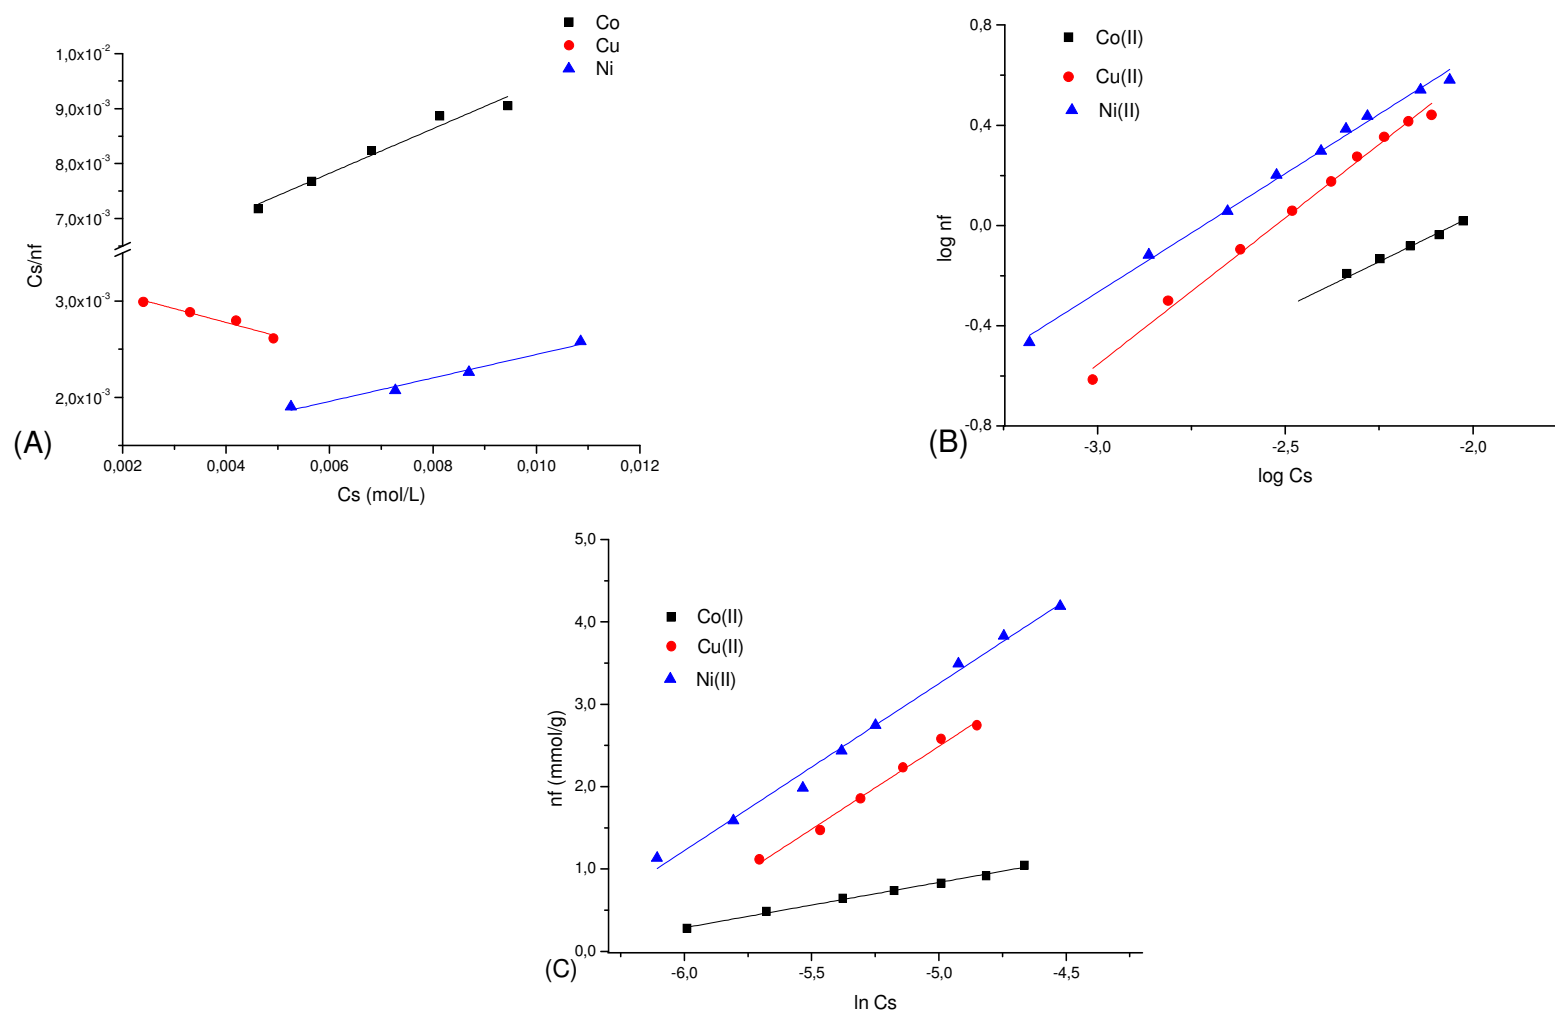 Co
Cu
Ni
1,0x10⁻²
9,0x10⁻³
8,0x10⁻³
7,0x10⁻³
3,0x10⁻³
2,0x10⁻³
Cs/nf
0,002 0,004 0,006 0,008 0,010 0,012
Cs (mol/L)
(A)
Co(II)
Cu(II)
Ni(II)
0,8
0,4
0,0
-0,4
-0,8
log nf
-3,0 -2,5 -2,0
log Cs
(B)
Co(II)
Cu(II)
Ni(II)
5,0
4,0
3,0
2,0
1,0
0,0
nf (mmol/g)
-6,0 -5,5 -5,0 -4,5
ln Cs
(C)